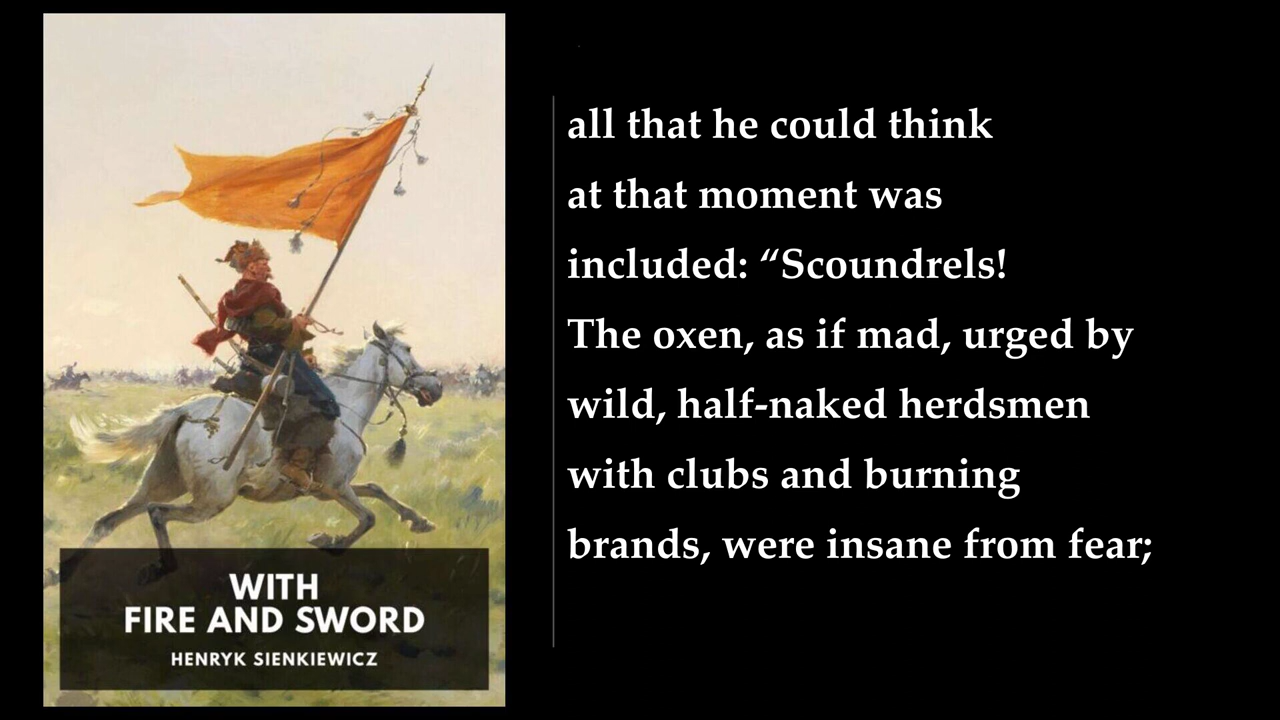 all that he could think
at that moment was
included: “Scoundrels!
The oxen, as if mad, urged by
wild, half-naked herdsmen
with clubs and burning
brands, were insane from fear;
WITH
FIRE AND SWORD
HENRYK SIENKIEWICZ